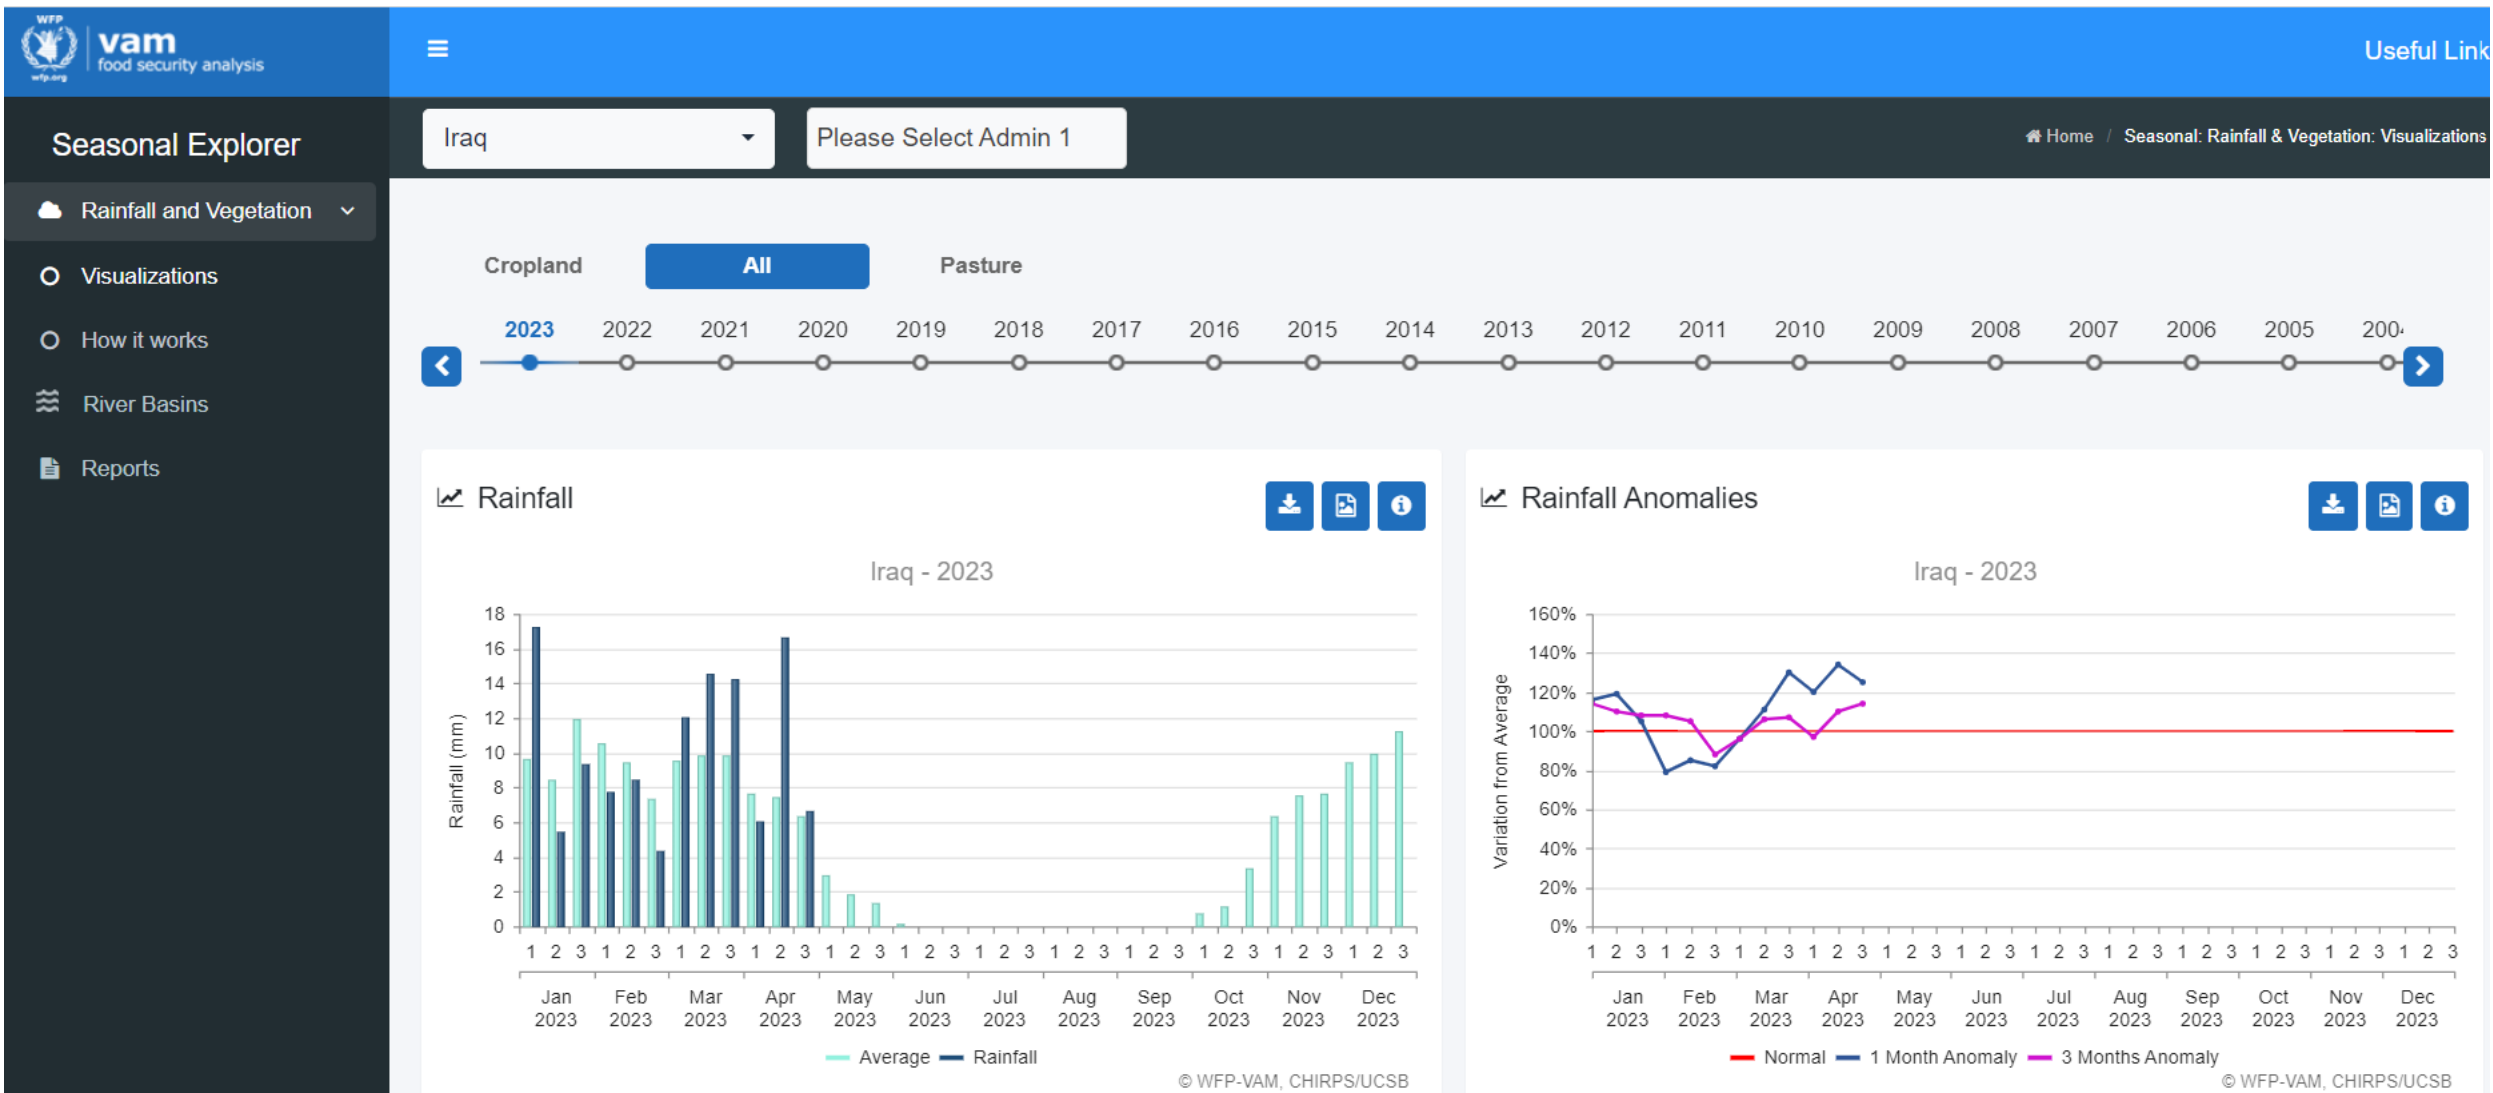 WFP
wfp.org
vam
food security analysis
Useful Link
Seasonal Explorer
Iraq
Please Select Admin 1
Home / Seasonal: Rainfall & Vegetation: Visualizations
Rainfall and Vegetation
Visualizations
How it works
River Basins
Reports
Cropland All Pasture
2023 2022 2021 2020 2019 2018 2017 2016 2015 2014 2013 2012 2011 2010 2009 2008 2007 2006 2005 200
Rainfall
Iraq - 2023
18
16
14
12
10
8
6
4
2
0
Rainfall (mm)
1 2 3 1 2 3 1 2 3 1 2 3 1 2 3 1 2 3 1 2 3 1 2 3 1 2 3 1 2 3 1 2 3 1 2 3
Jan Feb Mar Apr May Jun Jul Aug Sep Oct Nov Dec
2023 2023 2023 2023 2023 2023 2023 2023 2023 2023 2023 2023
Average Rainfall
© WFP-VAM, CHIRPS/UCSB
Rainfall Anomalies
Iraq - 2023
160%
140%
120%
100%
80%
60%
40%
20%
0%
Variation from Average
1 2 3 1 2 3 1 2 3 1 2 3 1 2 3 1 2 3 1 2 3 1 2 3 1 2 3 1 2 3 1 2 3 1 2 3
Jan Feb Mar Apr May Jun Jul Aug Sep Oct Nov Dec
2023 2023 2023 2023 2023 2023 2023 2023 2023 2023 2023 2023
Normal 1 Month Anomaly 3 Months Anomaly
© WFP-VAM, CHIRPS/UCSB